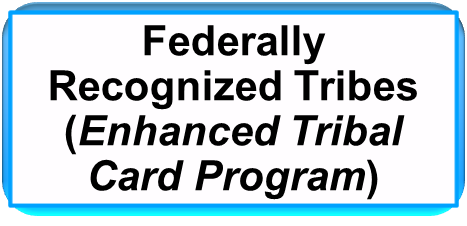 Federally
Recognized Tribes
(Enhanced Tribal
Card Program)